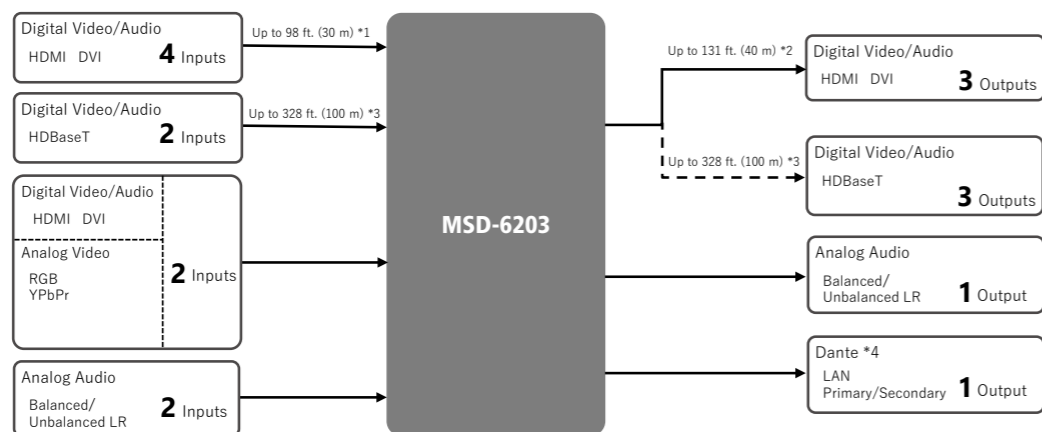 Digital Video/Audio
HDMI DVI
4 Inputs
Up to 98 ft. (30 m) *1
Digital Video/Audio
HDBaseT
2 Inputs
Up to 328 ft. (100 m) *3
Digital Video/Audio
HDMI DVI
Analog Video
RGB
YPbPr
2 Inputs
Analog Audio
Balanced/
Unbalanced LR
2 Inputs
MSD-6203
Up to 131 ft. (40 m) *2
Digital Video/Audio
HDMI DVI
3 Outputs
Up to 328 ft. (100 m) *3
Digital Video/Audio
HDBaseT
3 Outputs
Analog Audio
Balanced/
Unbalanced LR
1 Output
Dante *4
LAN
Primary/Secondary
1 Output